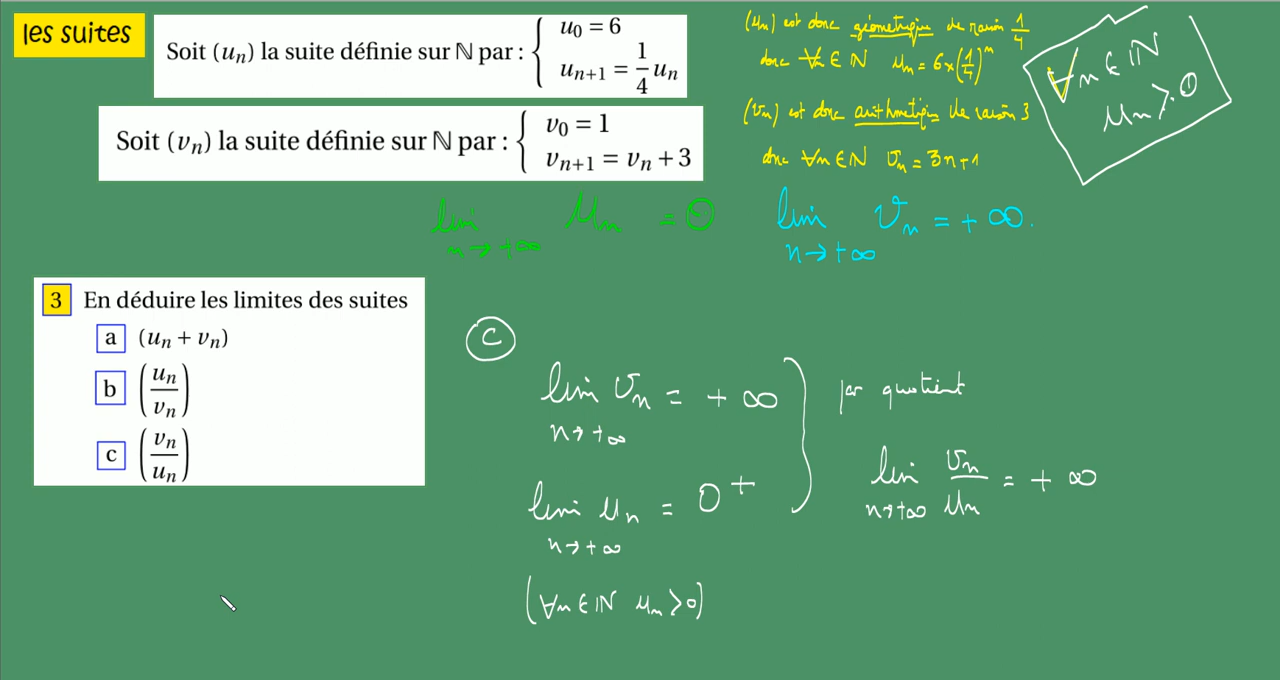 les suites
Soit (uₙ) la suite définie sur ℕ par : { u₀ = 6
uₙ₊₁ = 1/4 uₙ
Soit (vₙ) la suite définie sur ℕ par : { v₀ = 1
vₙ₊₁ = vₙ + 3
(uₙ) est donc géométrique de raison 1/4
donc ∀n ∈ ℕ uₙ = 6×(1/4)ⁿ
(vₙ) est donc arithmétique de raison 3
donc ∀n ∈ ℕ vₙ = 3n+1
∀n ∈ ℕ
uₙ > 0
lim uₙ = 0
n → +∞
lim vₙ = +∞.
n → +∞
3 En déduire les limites des suites
a (uₙ + vₙ)
b (uₙ/vₙ)
c (vₙ/uₙ)
C
lim vₙ = +∞
n → +∞
lim uₙ = 0⁺
n → +∞
(∀n ∈ ℕ uₙ > 0)
par quotient
lim vₙ/uₙ = +∞
n → +∞